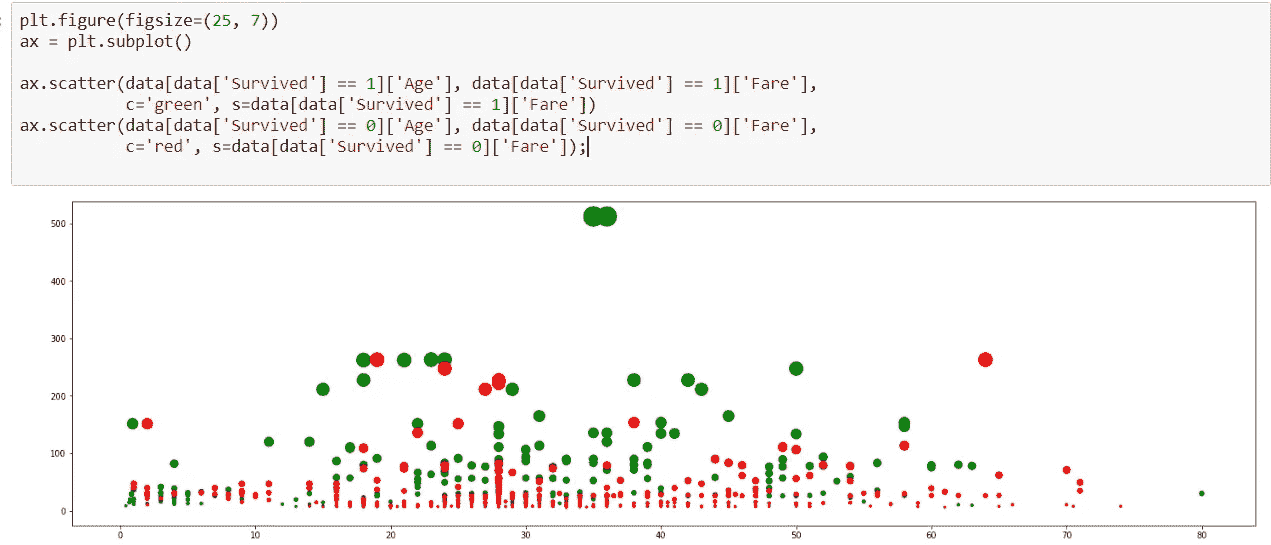 plt.figure(figsize=(25, 7))
ax = plt.subplot()
ax.scatter(data[data['Survived'] == 1]['Age'], data[data['Survived'] == 1]['Fare'],
c='green', s=data[data['Survived'] == 1]['Fare'])
ax.scatter(data[data['Survived'] == 0]['Age'], data[data['Survived'] == 0]['Fare'],
c='red', s=data[data['Survived'] == 0]['Fare']);
500
400
300
200
100
0
0 10 20 30 40 50 60 70 80